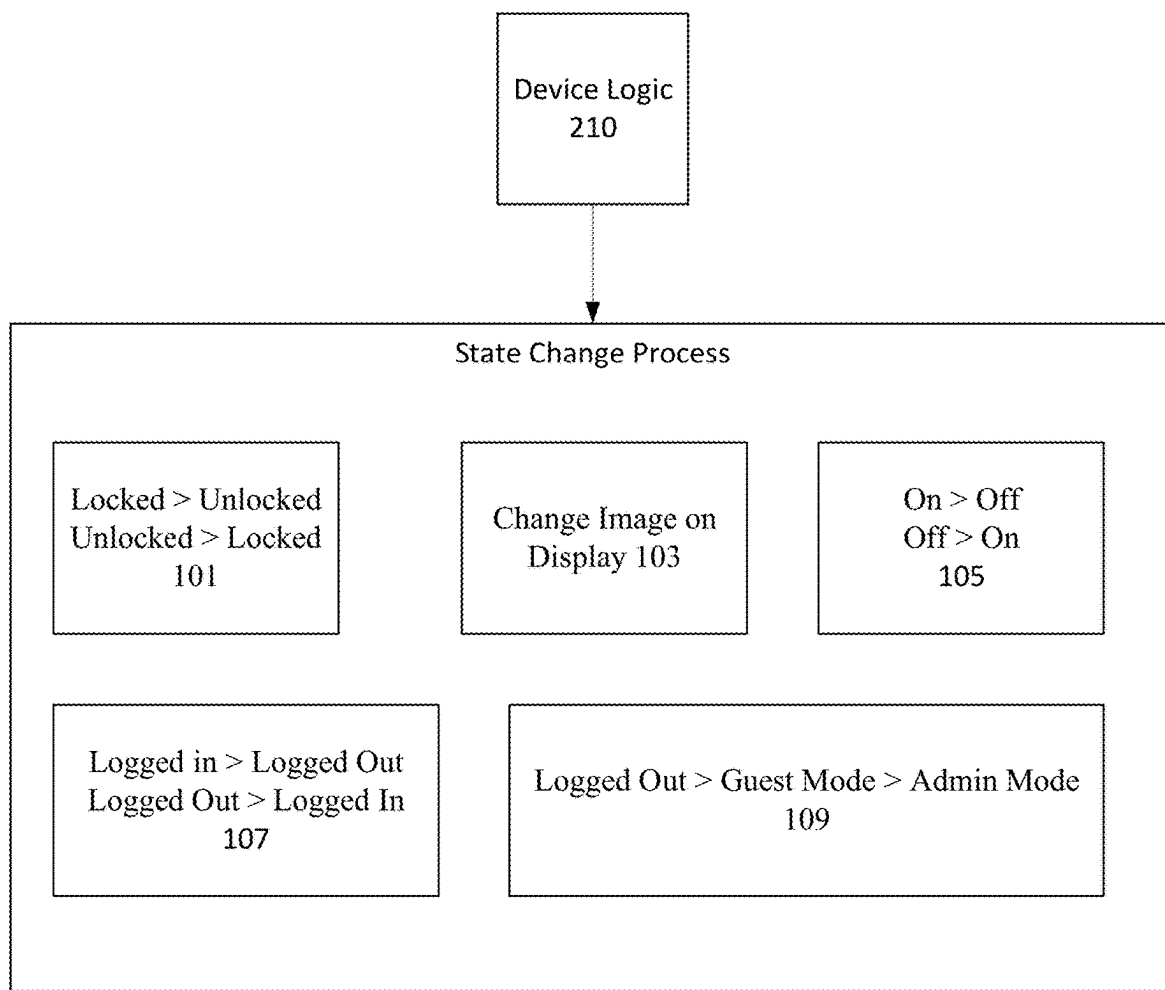 Device Logic
210
State Change Process
Locked > Unlocked
Unlocked > Locked
101
Change Image on
Display 103
On > Off
Off > On
105
Logged in > Logged Out
Logged Out > Logged In
107
Logged Out > Guest Mode > Admin Mode
109